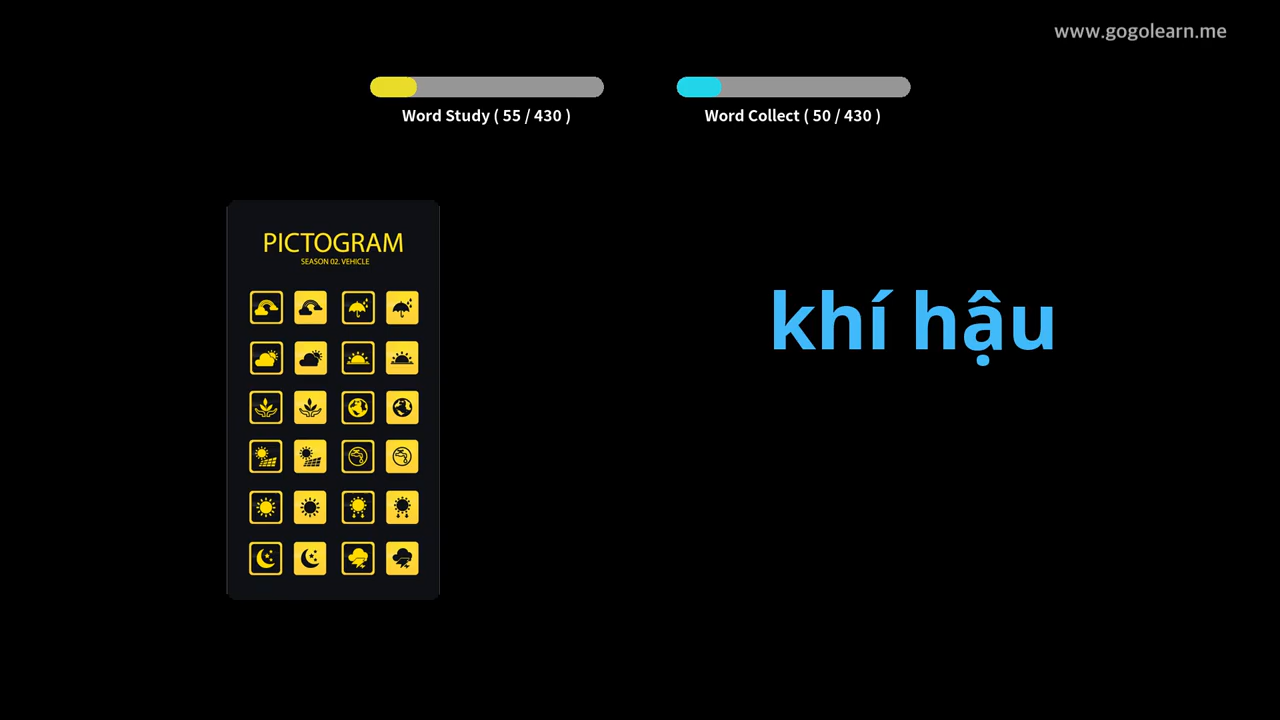 www.gogolearn.me
Word Study ( 55 / 430 )
Word Collect ( 50 / 430 )
PICTOGRAM
SEASON 02. VEHICLE
khí hậu